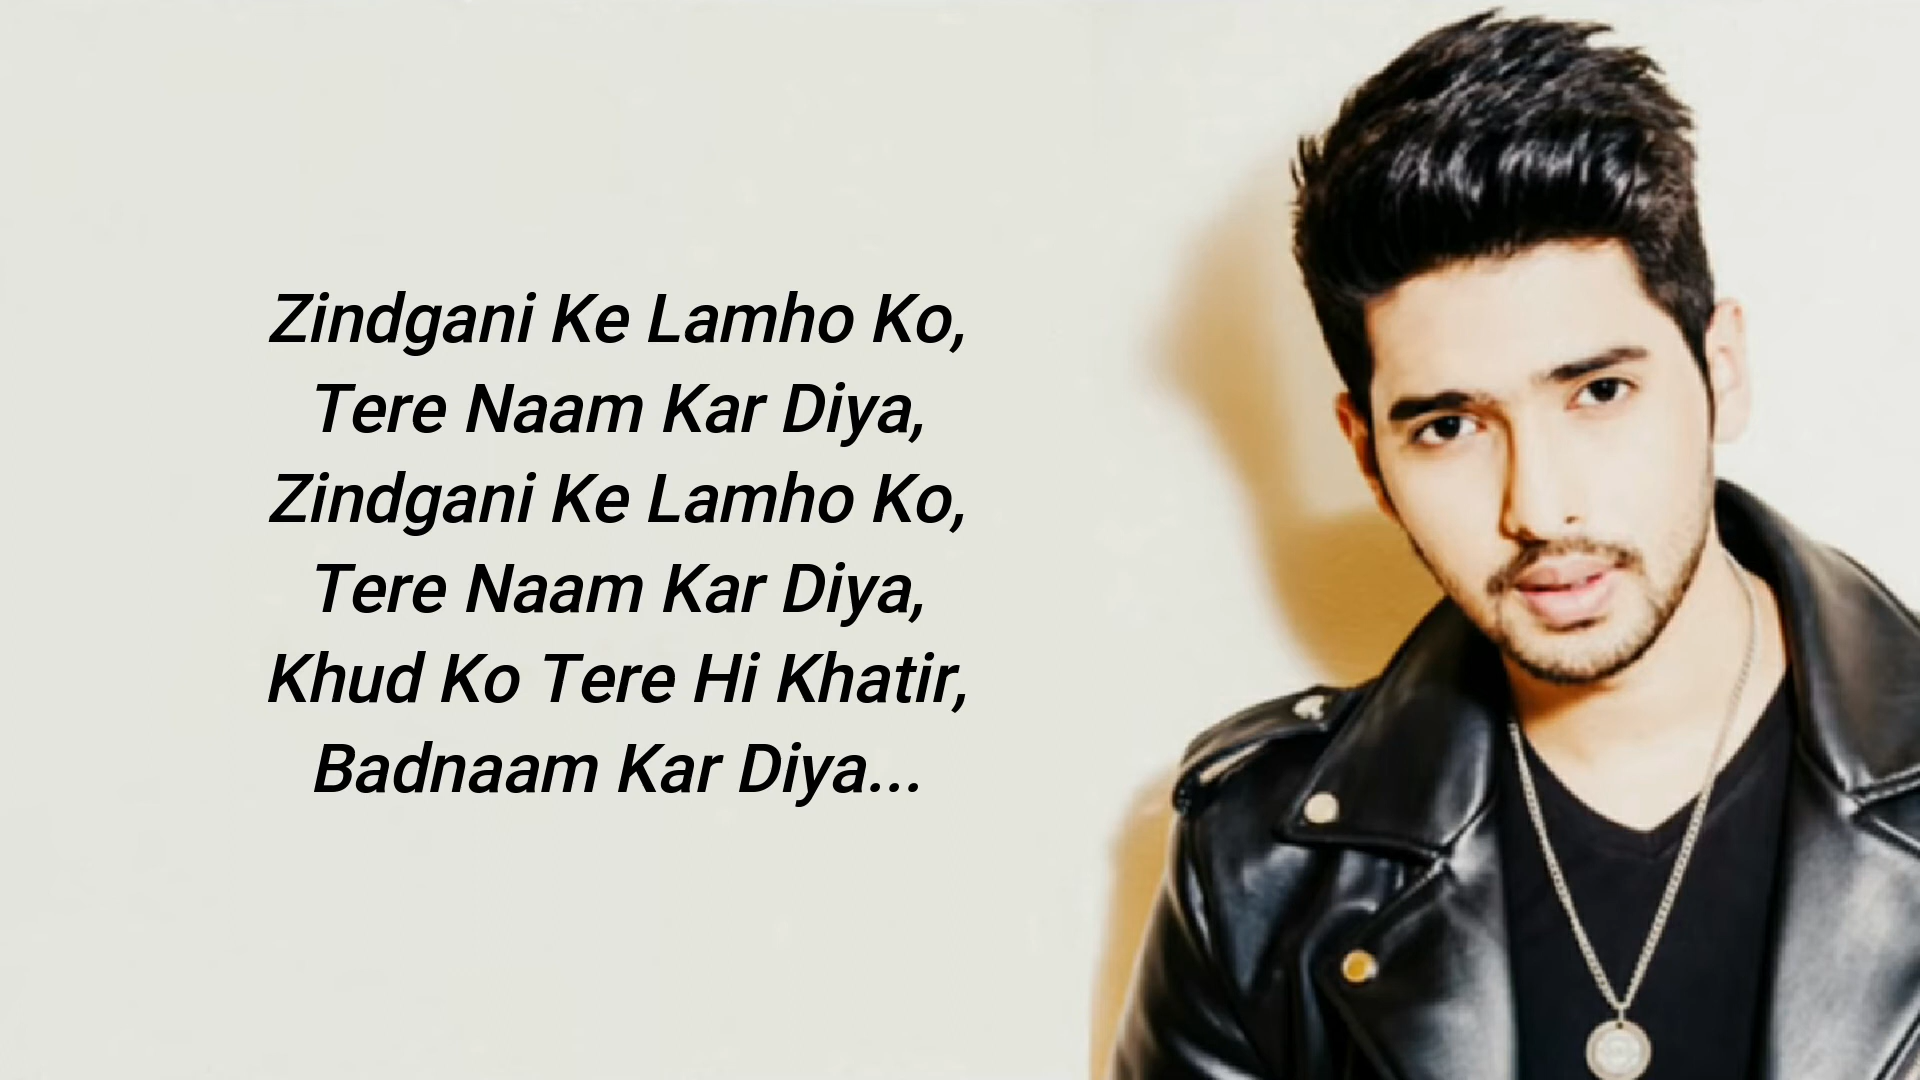 Zindgani Ke Lamho Ko,
Tere Naam Kar Diya,
Zindgani Ke Lamho Ko,
Tere Naam Kar Diya,
Khud Ko Tere Hi Khatir,
Badnaam Kar Diya...